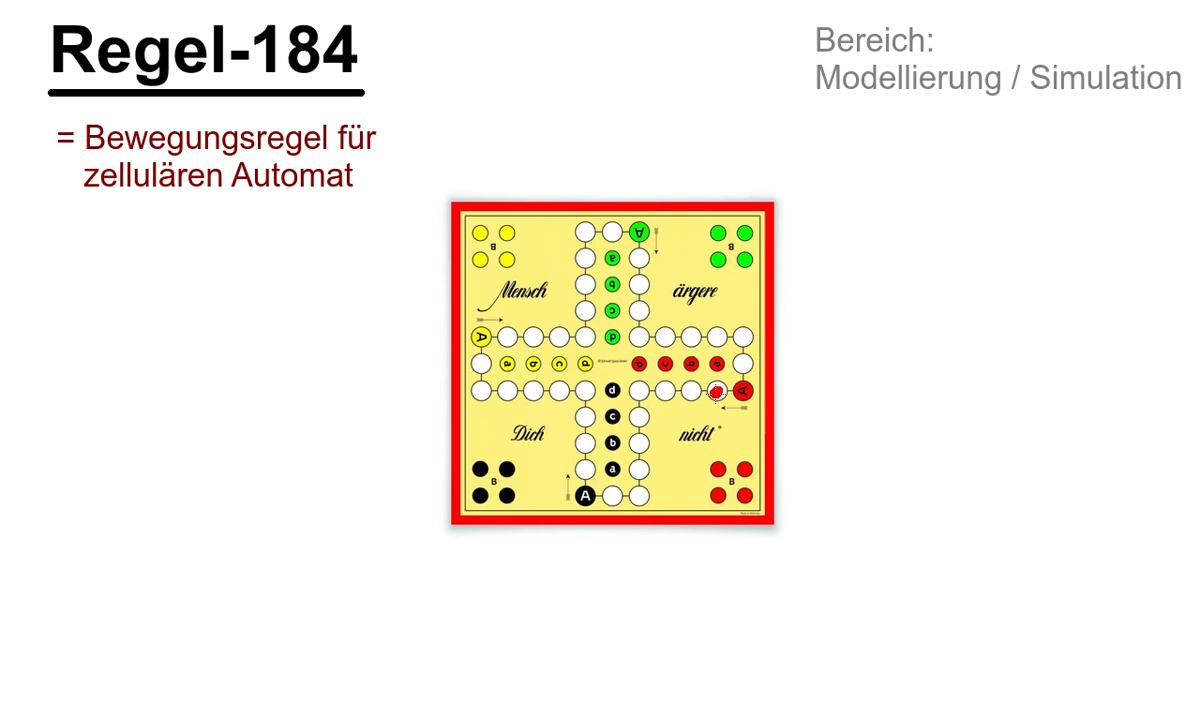 Regel-184
Bereich:
Modellierung / Simulation
= Bewegungsregel für
zellulären Automat
A
B
B
a
b
Mensch
ärgere
c
A
d
a
b
c
d
d
c
b
a
d
A
c
Dich
nicht
b
B
a
B
A